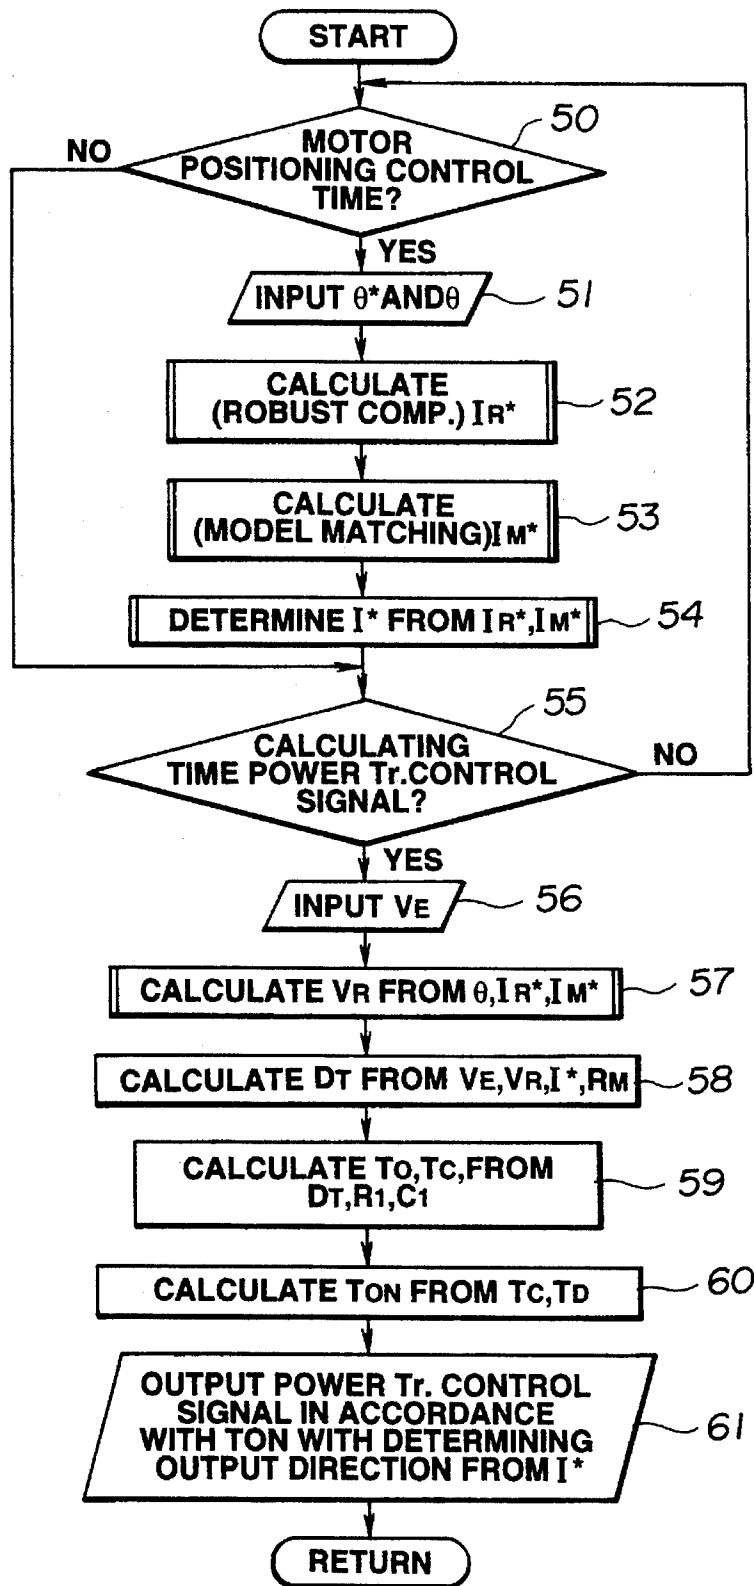 START
50
NO
MOTOR
POSITIONING CONTROL
TIME?
YES
INPUT θ*ANDθ
51
CALCULATE
(ROBUST COMP.) IR*
52
CALCULATE
(MODEL MATCHING)IM*
53
DETERMINE I* FROM IR*,IM*
54
55
CALCULATING
TIME POWER Tr.CONTROL
SIGNAL?
NO
YES
INPUT VE
56
CALCULATE VR FROM θ,IR*,IM*
57
CALCULATE DT FROM VE,VR,I*,RM
58
CALCULATE TO,TC,FROM
DT,R1,C1
59
CALCULATE TON FROM TC,TD
60
OUTPUT POWER Tr. CONTROL
SIGNAL IN ACCORDANCE
WITH TON WITH DETERMINING
OUTPUT DIRECTION FROM I*
61
RETURN